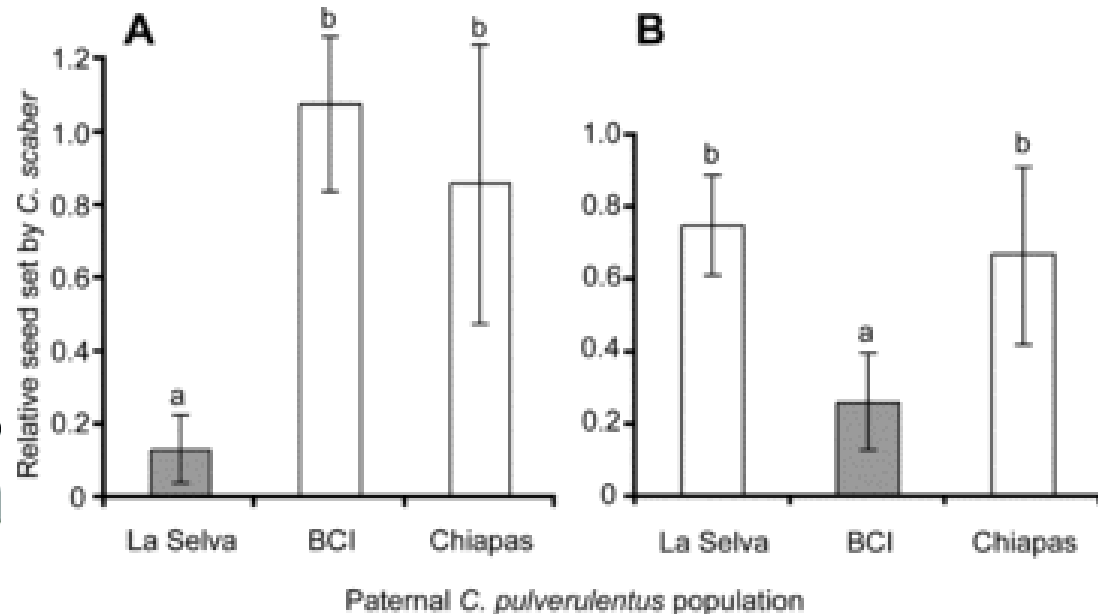 A
B
Relative seed set by C. scaber
1.2
1.0
0.8
0.6
0.4
0.2
0
a
b
b
La Selva BCI Chiapas
1.0
0.8
0.6
0.4
0.2
0
b
a
b
La Selva BCI Chiapas
Paternal C. pulverulentus population